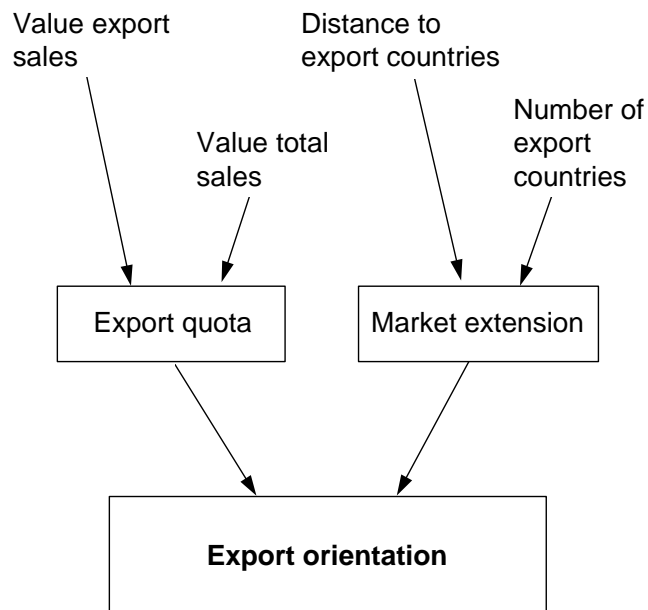 Value export
sales
Distance to
export countries
Number of
export
countries
Value total
sales
Export quota
Market extension
Export orientation